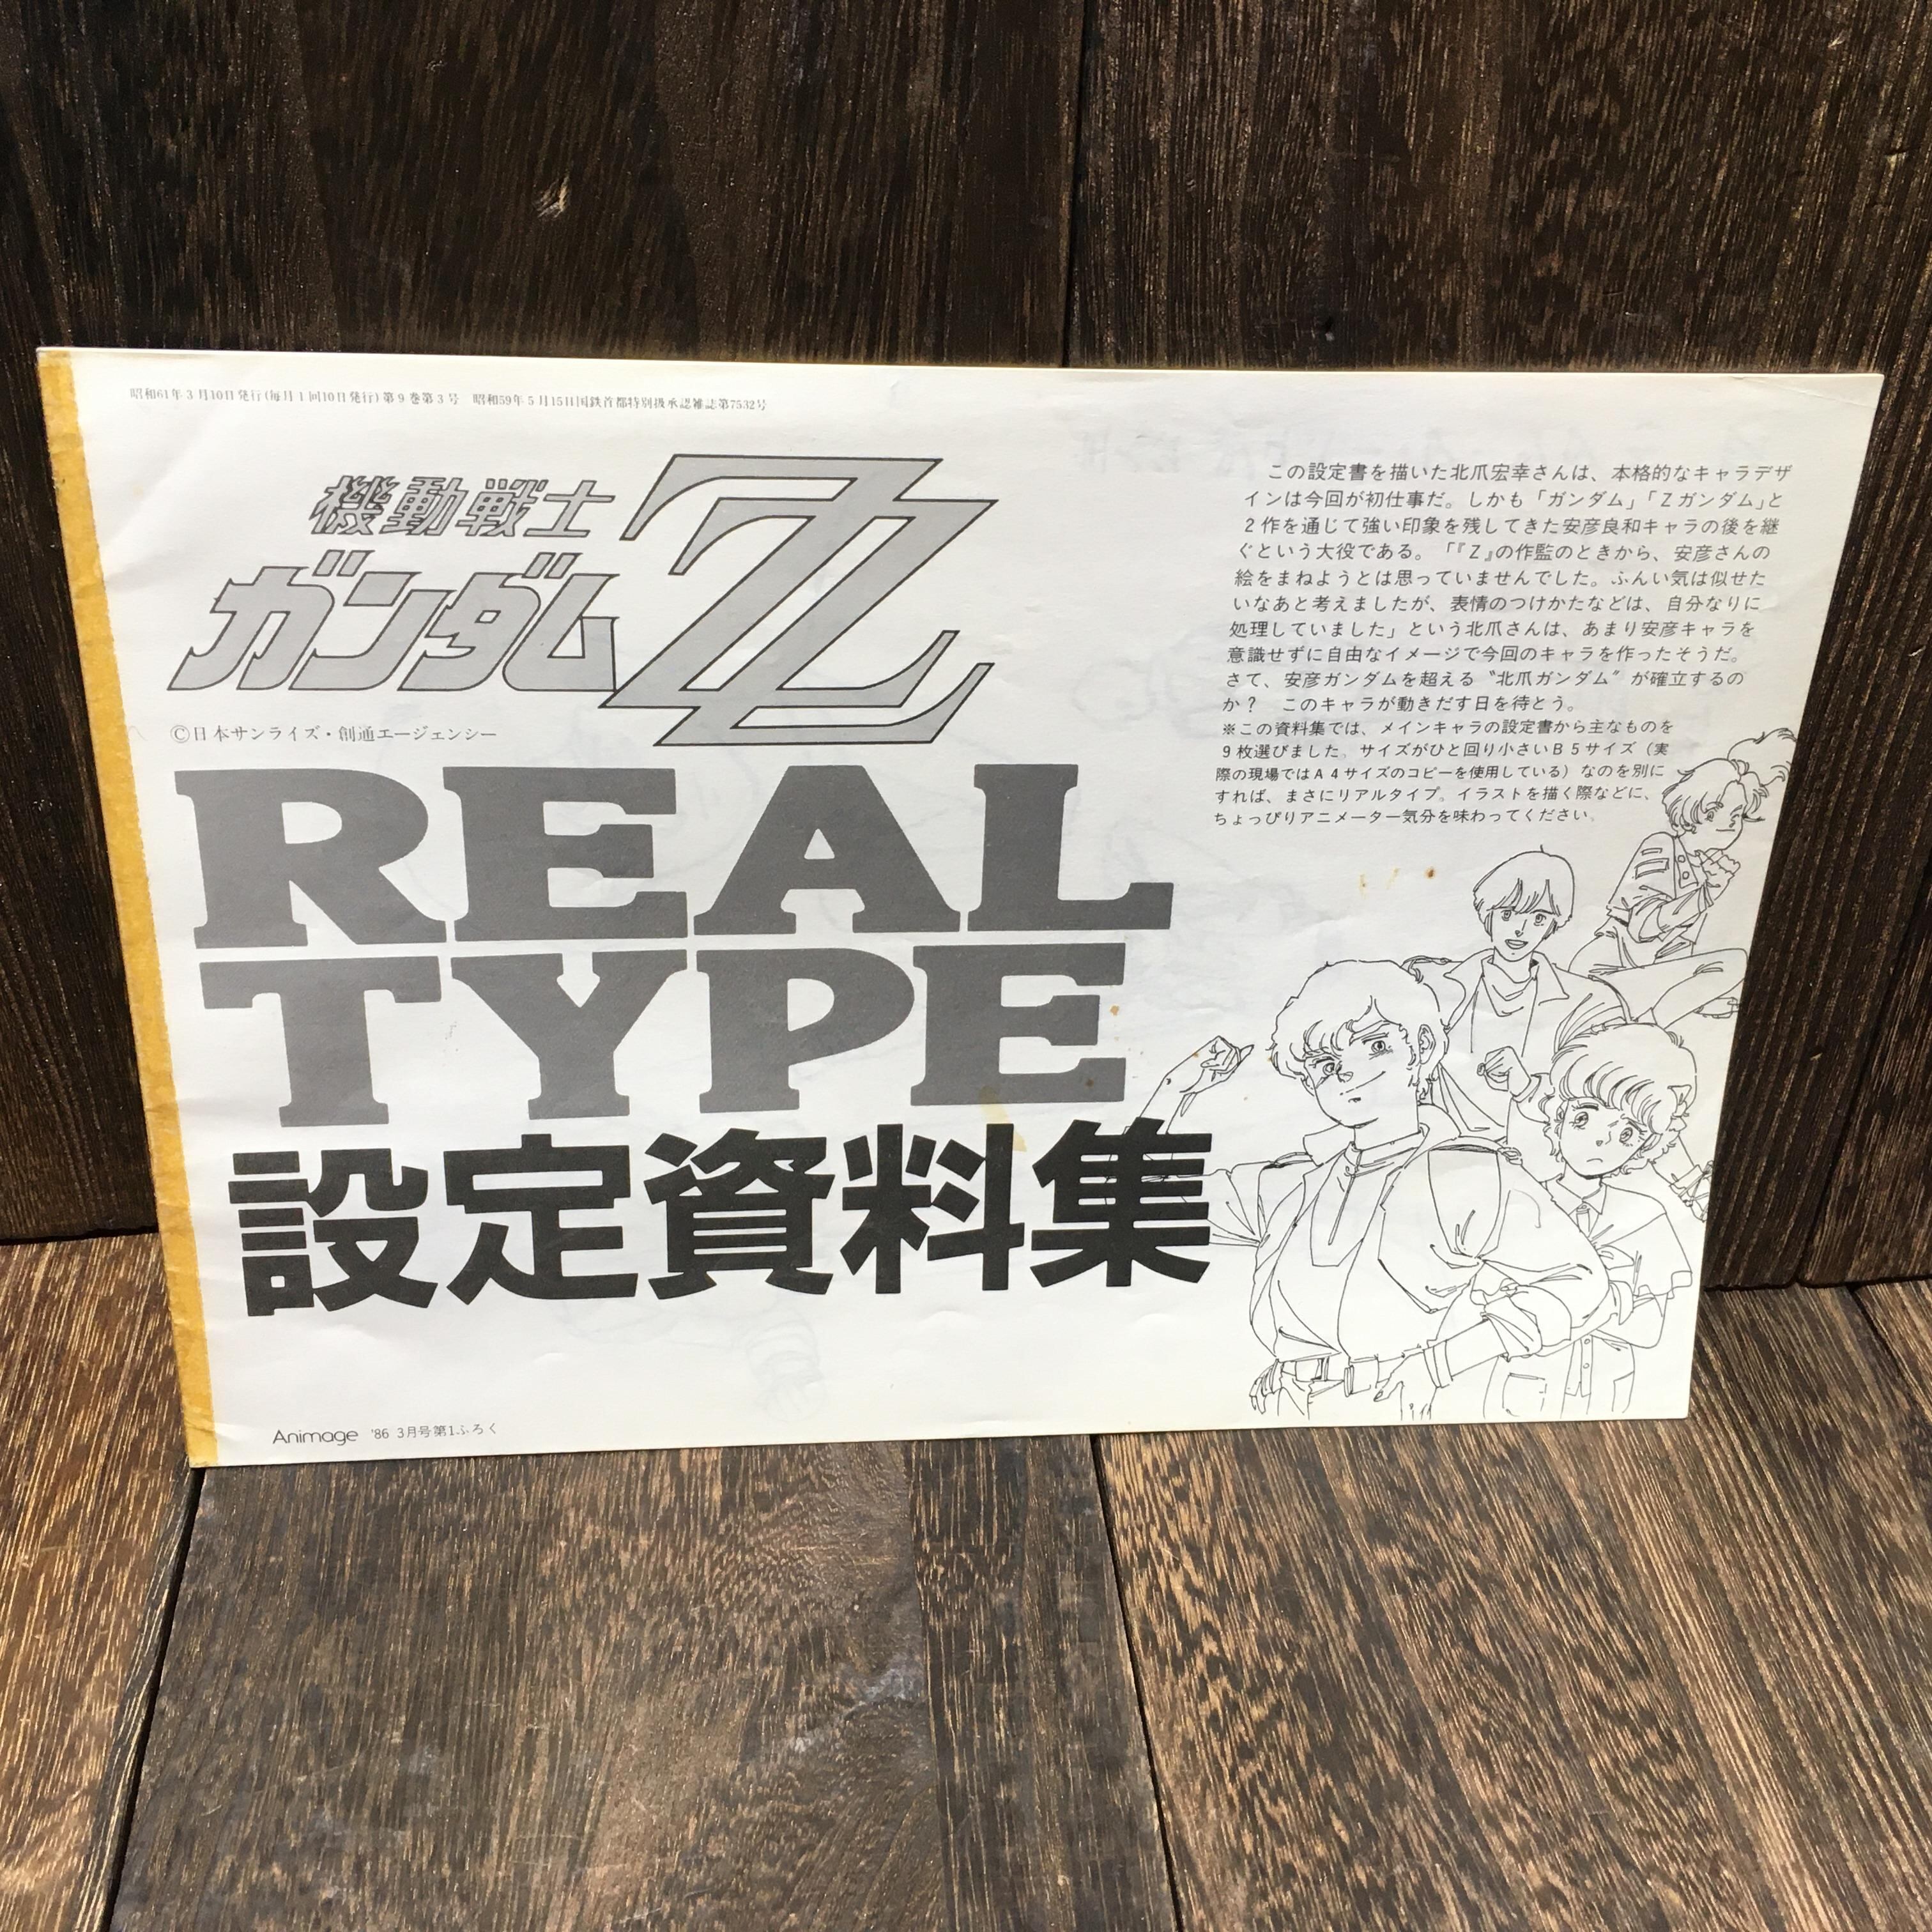 昭和61年3月10日発行(毎月1回10日発行)第9巻第3号 昭和59年5月15日国鉄首都特別扱承認雑誌第7532号
機動戦士
ガンダムZZ
©日本サンライズ・創通エージェンシー
REAL
TYPE
設定資料集
この設定書を描いた北爪宏幸さんは、本格的なキャラデザ
インは今回が初仕事だ。しかも「ガンダム」「Zガンダム」と
2作を通じて強い印象を残してきた安彦良和キャラの後を継
ぐという大役である。「『Z』の作監のときから、安彦さんの
絵をまねようとは思っていませんでした。ふんい気は似せた
いなあと考えましたが、表情のつけかたなどは、自分なりに
処理していました」という北爪さんは、あまり安彦キャラを
意識せずに自由なイメージで今回のキャラを作ったそうだ。
さて、安彦ガンダムを超える〝北爪ガンダム〟が確立するの
か? このキャラが動きだす日を待とう。
※この資料集では、メインキャラの設定書から主なものを
9枚選びました。サイズがひと回り小さいB5サイズ(実
際の現場ではA4サイズのコピーを使用している)なのを別に
すれば、まさにリアルタイプ。イラストを描く際などに、
ちょっぴりアニメーター気分を味わってください。
Animage '86 3月号第1ふろく